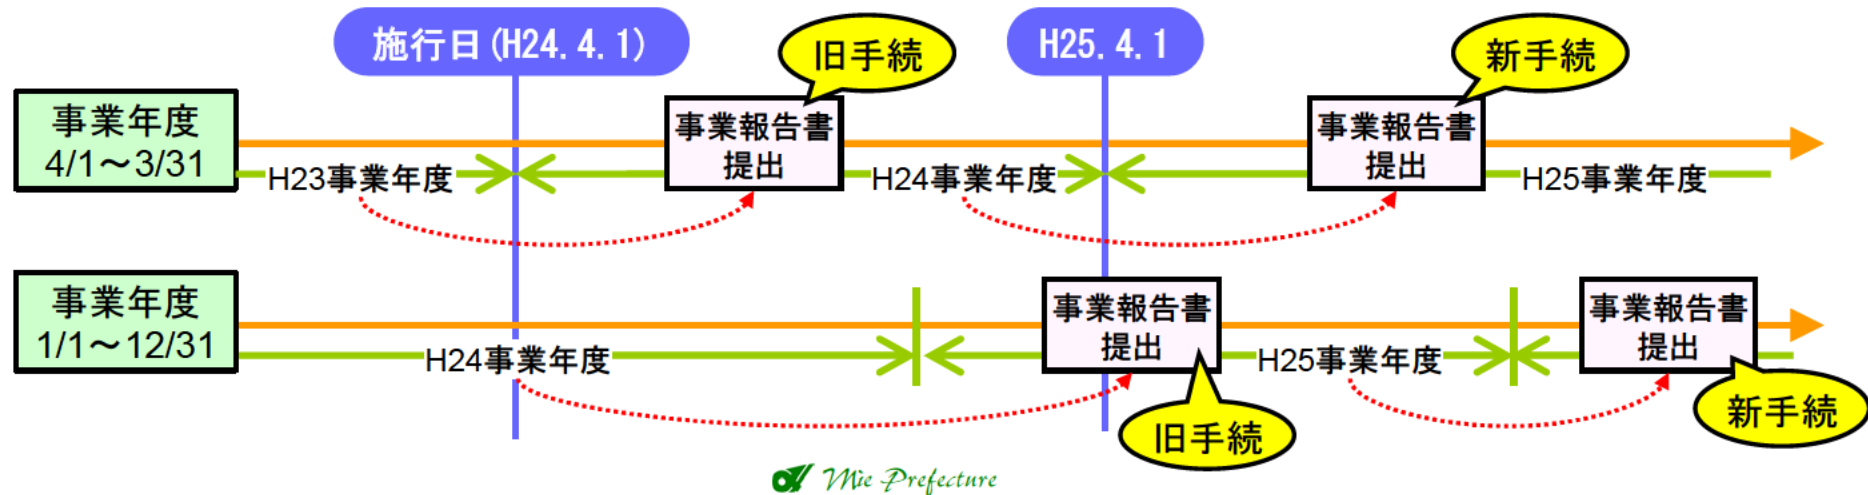 施行日(H24.4.1)
旧手続
H25.4.1
新手続
事業年度
4/1～3/31
事業報告書
提出
事業報告書
提出
H23事業年度
H24事業年度
H25事業年度
事業年度
1/1～12/31
事業報告書
提出
事業報告書
提出
H24事業年度
H25事業年度
旧手続
新手続
Mie Prefecture